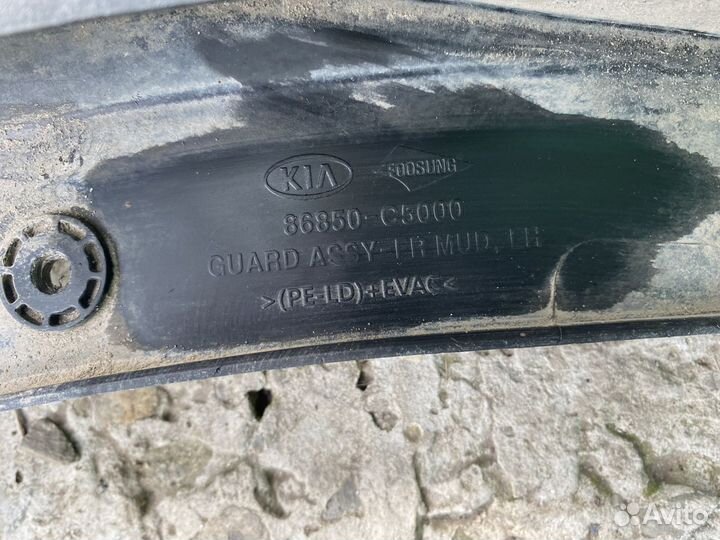 KIA FOOSUNG
86850-C5000
GUARD ASSY-FR MUD, LH
>(PE-LD)+EVAC<
Avito